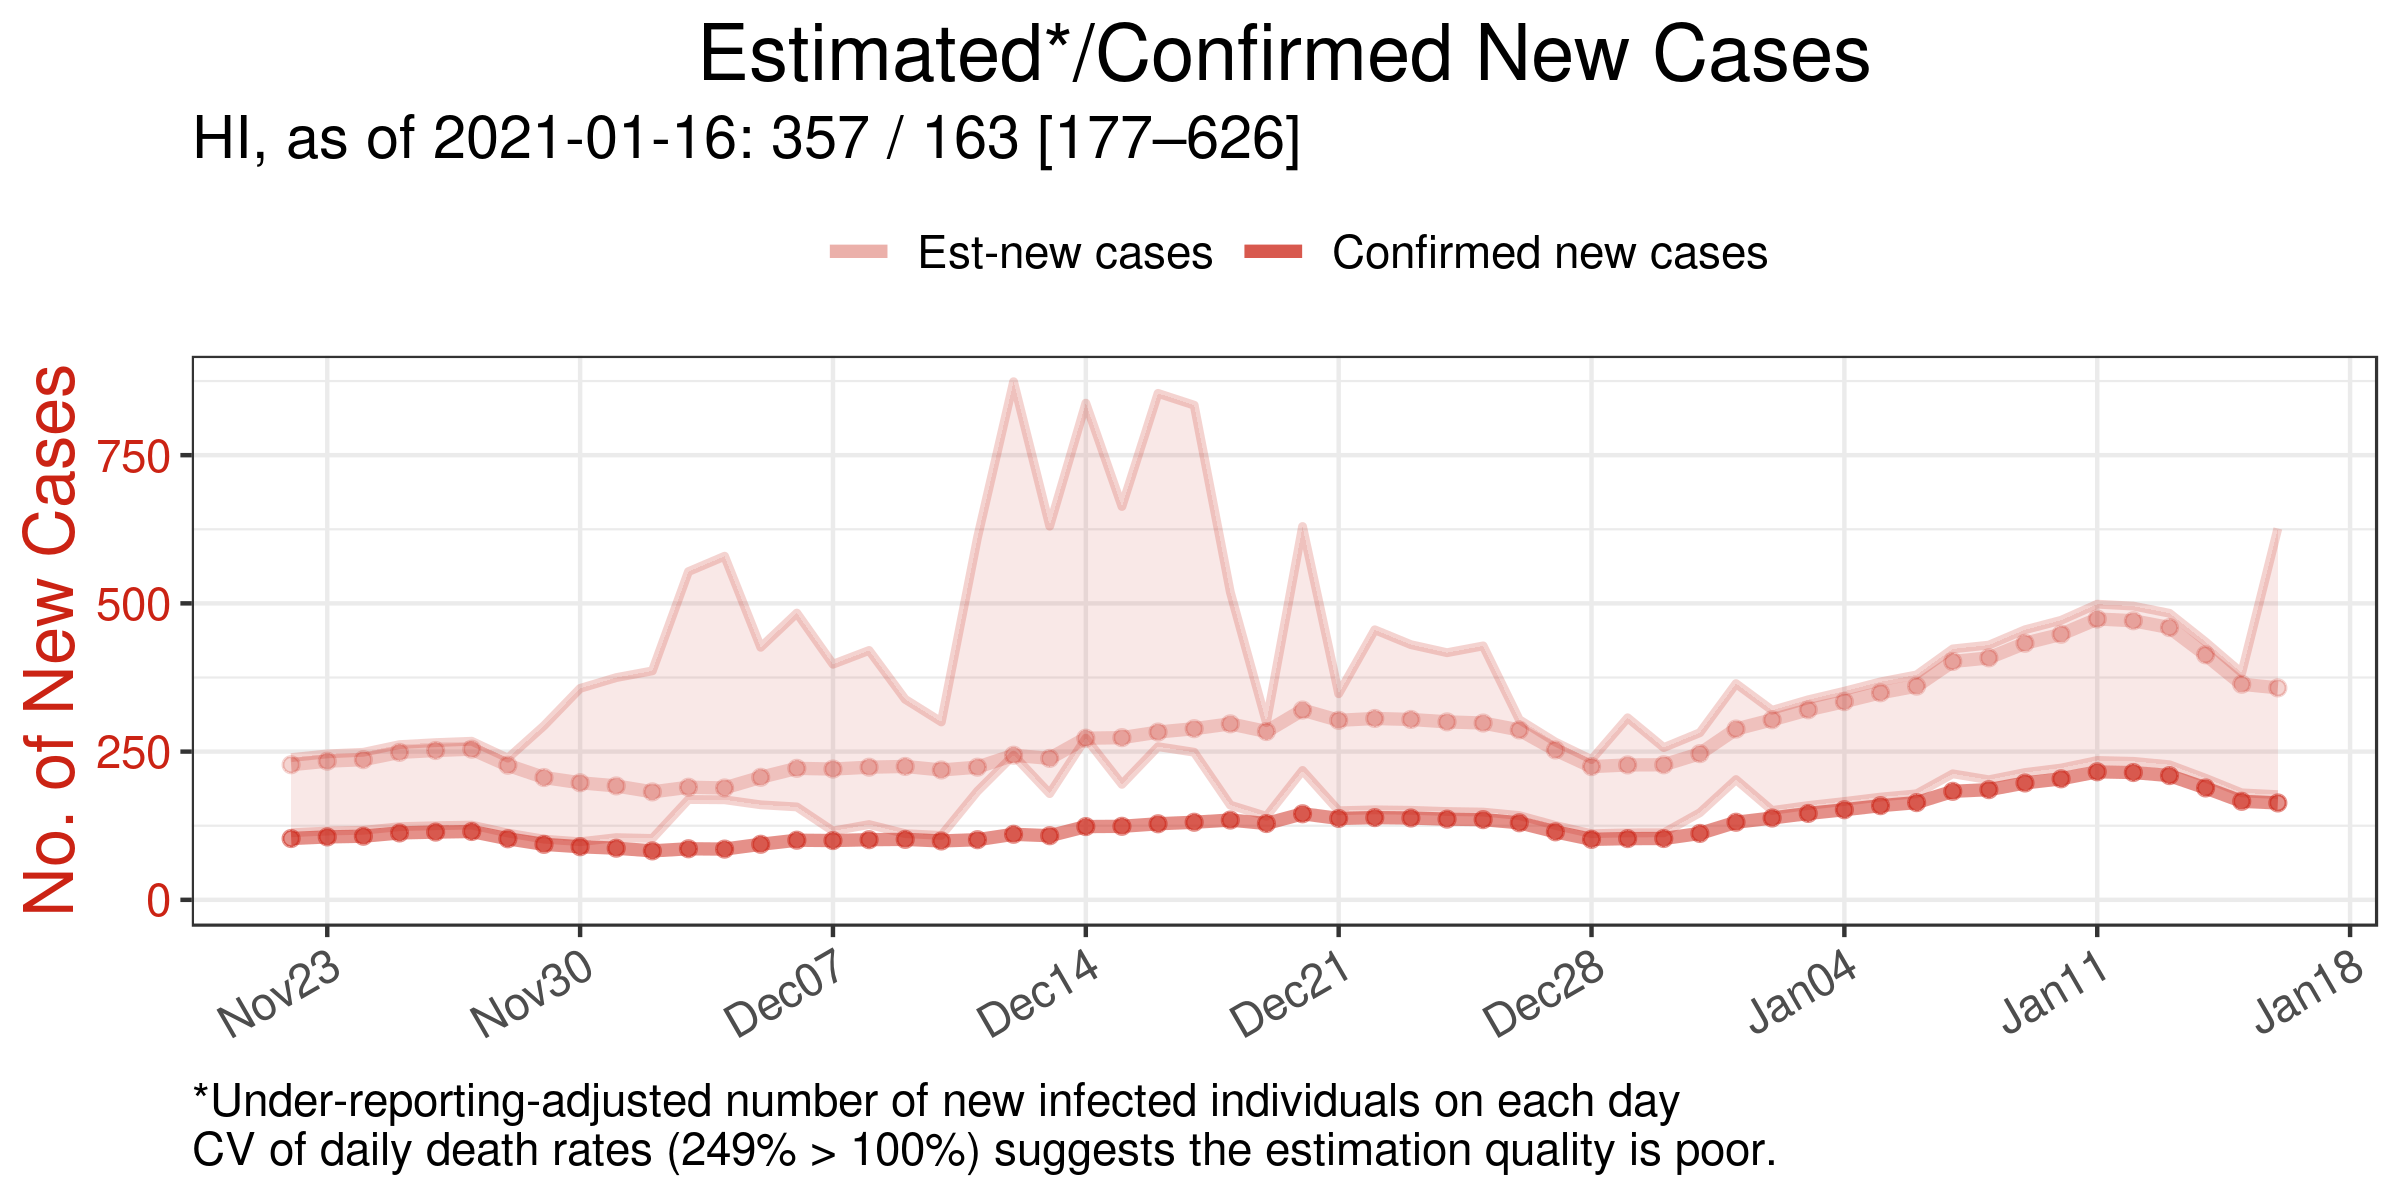 Estimated*/Confirmed New Cases
HI, as of 2021-01-16: 357 / 163 [177–626]
Est-new cases
Confirmed new cases
No. of New Cases
750
500
250
0
Nov23
Nov30
Dec07
Dec14
Dec21
Dec28
Jan04
Jan11
Jan18
*Under-reporting-adjusted number of new infected individuals on each day
CV of daily death rates (249% > 100%) suggests the estimation quality is poor.